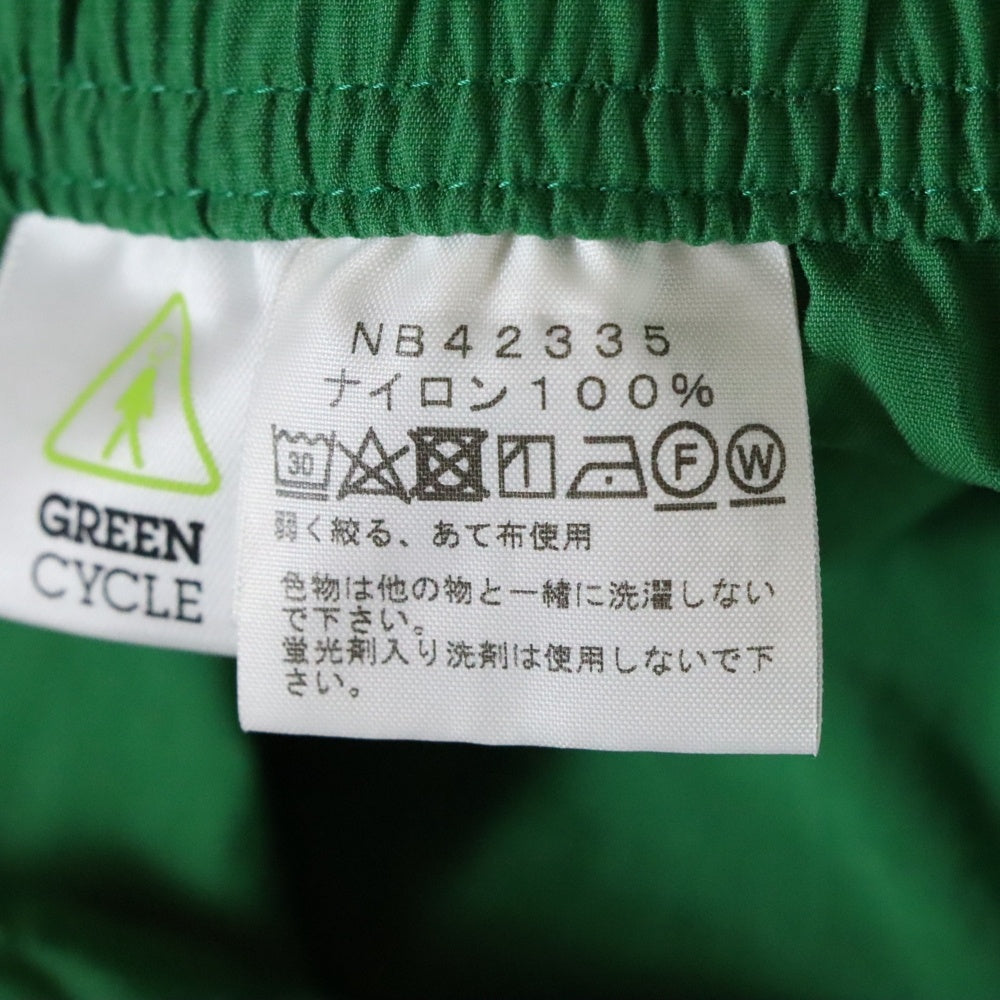 NB42335
ナイロン100%
30
F W
弱く絞る、あて布使用
色物は他の物と一緒に洗濯しない
で下さい。
蛍光剤入り洗剤は使用しないで下
さい。
GREEN
CYCLE